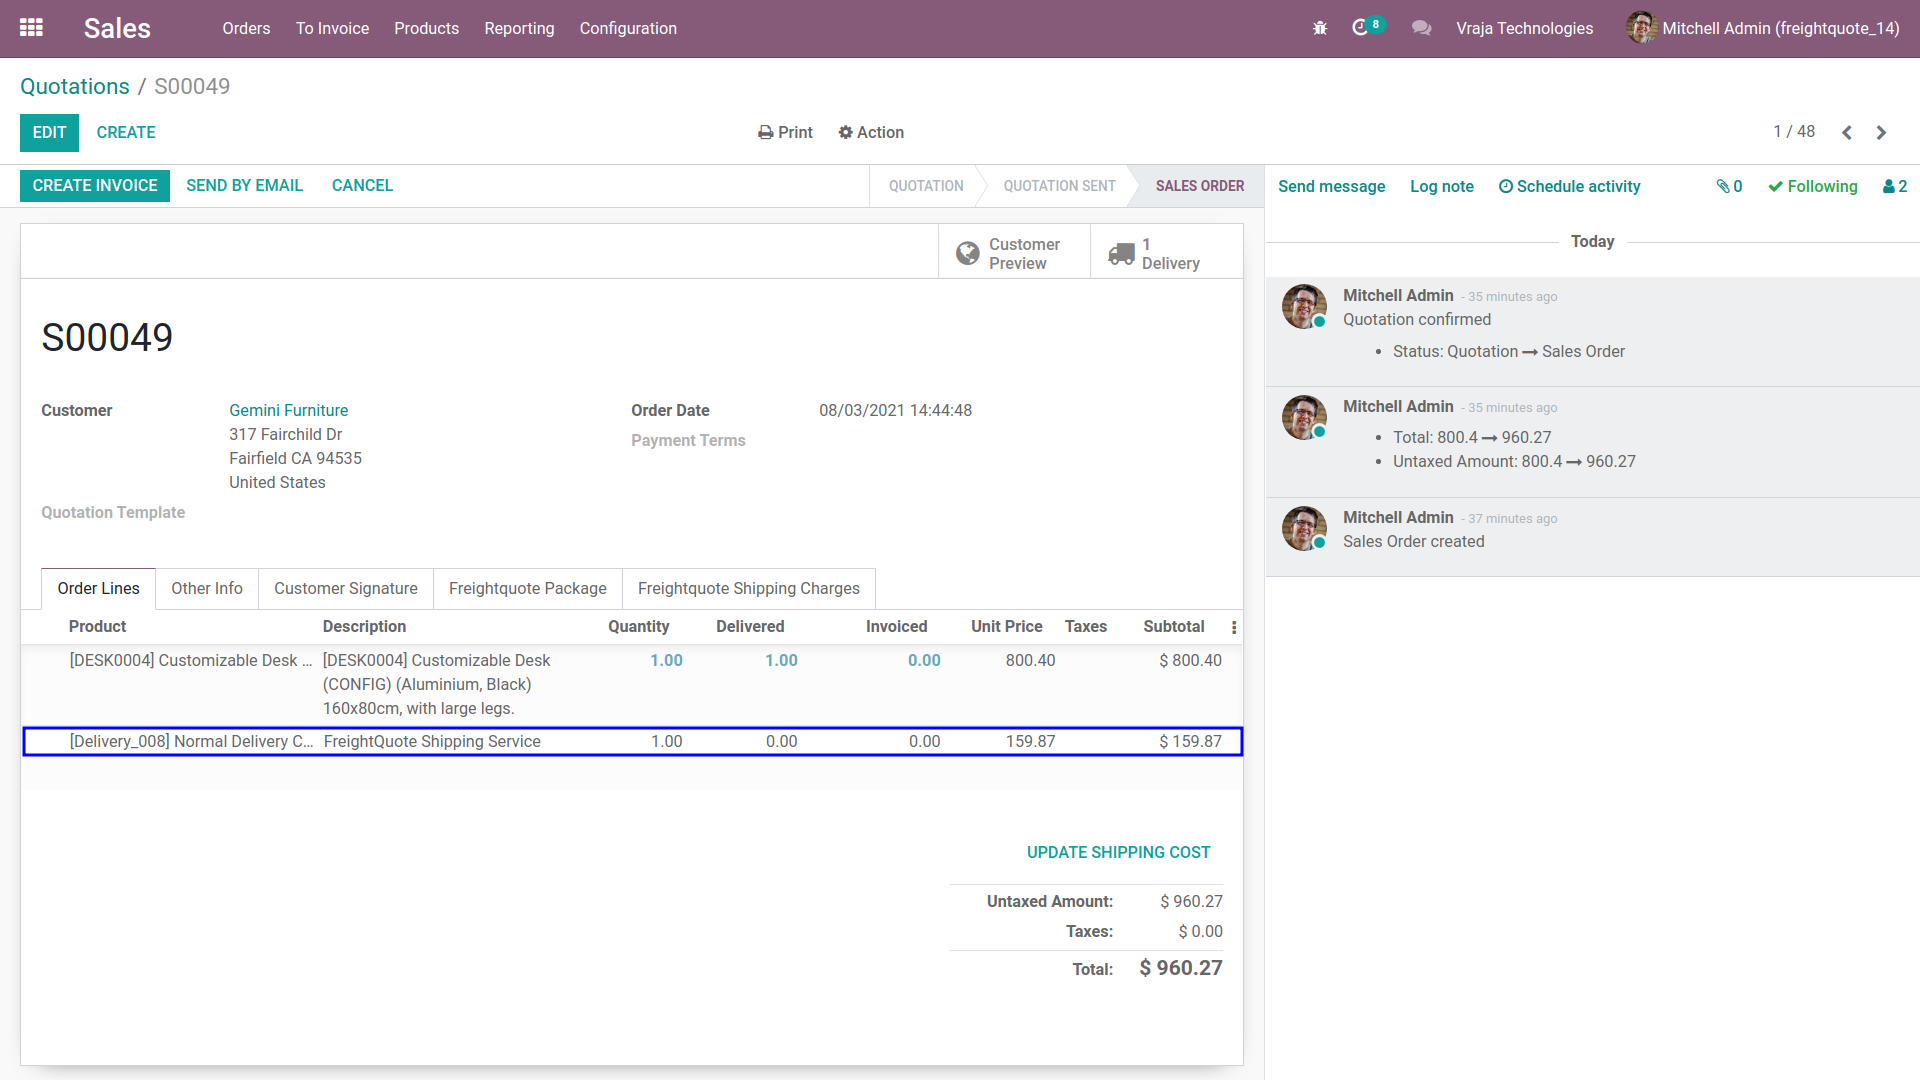 Sales
Orders To Invoice Products Reporting Configuration
8
Vraja Technologies
Mitchell Admin (freightquote_14)
Quotations / S00049
EDIT CREATE
Print Action
1 / 48
CREATE INVOICE SEND BY EMAIL CANCEL
QUOTATION QUOTATION SENT SALES ORDER
Send message Log note Schedule activity 0 Following 2
Customer
Preview
1
Delivery
S00049
Customer
Gemini Furniture
317 Fairchild Dr
Fairfield CA 94535
United States
Quotation Template
Order Date 08/03/2021 14:44:48
Payment Terms
Order Lines Other Info Customer Signature Freightquote Package Freightquote Shipping Charges
Product Description Quantity Delivered Invoiced Unit Price Taxes Subtotal
[DESK0004] Customizable Desk ... [DESK0004] Customizable Desk 1.00 1.00 0.00 800.40 $ 800.40
(CONFIG) (Aluminium, Black)
160x80cm, with large legs.
[Delivery_008] Normal Delivery C... FreightQuote Shipping Service 1.00 0.00 0.00 159.87 $ 159.87
UPDATE SHIPPING COST
Untaxed Amount: $ 960.27
Taxes: $ 0.00
Total: $ 960.27
Today
Mitchell Admin - 35 minutes ago
Quotation confirmed
• Status: Quotation → Sales Order
Mitchell Admin - 35 minutes ago
• Total: 800.4 → 960.27
• Untaxed Amount: 800.4 → 960.27
Mitchell Admin - 37 minutes ago
Sales Order created